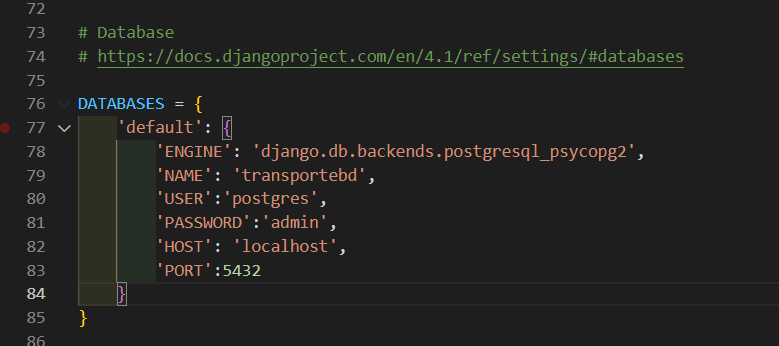 72
73 # Database
74 # https://docs.djangoproject.com/en/4.1/ref/settings/#databases
75
76 DATABASES = {
77 'default': {
78 'ENGINE': 'django.db.backends.postgresql_psycopg2',
79 'NAME': 'transportebd',
80 'USER':'postgres',
81 'PASSWORD':'admin',
82 'HOST': 'localhost',
83 'PORT':5432
84 }
85 }
86